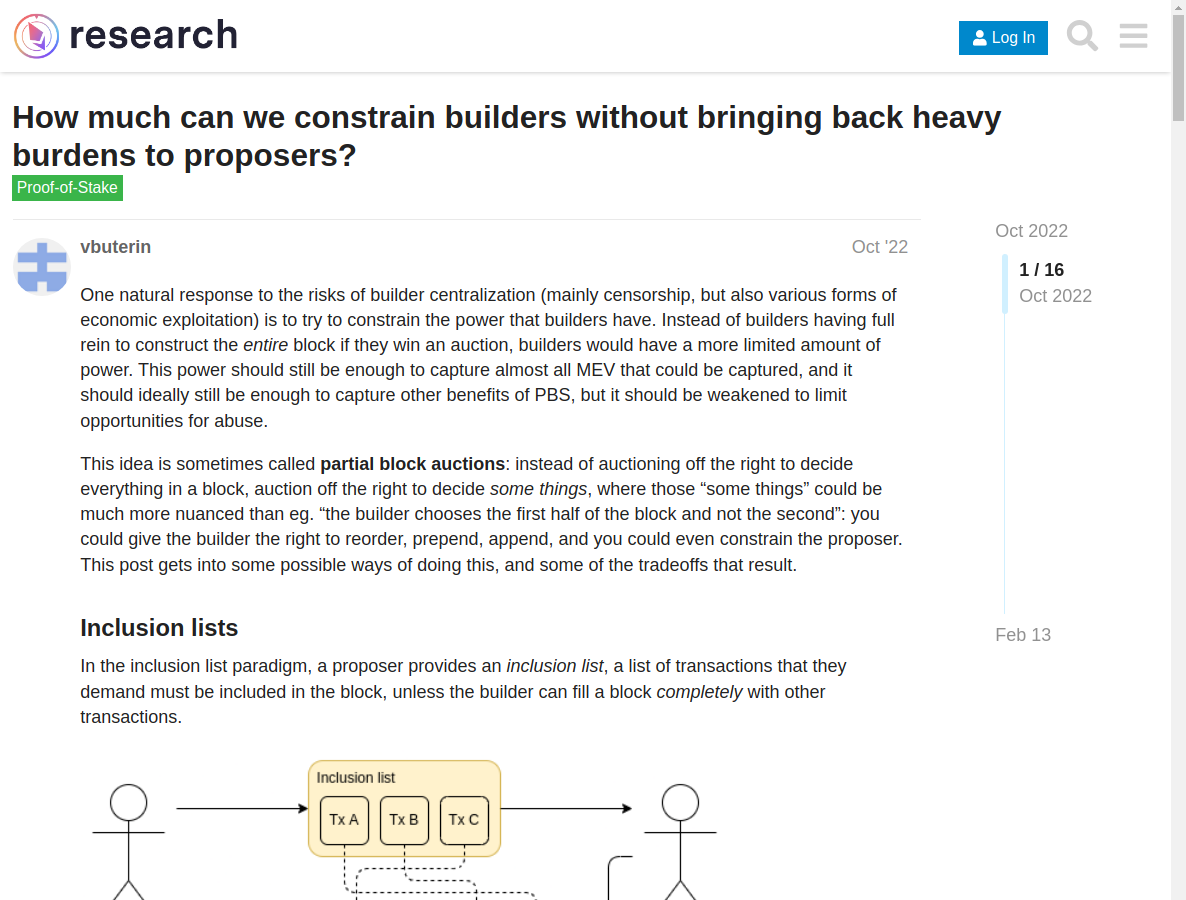 research
Log In
How much can we constrain builders without bringing back heavy
burdens to proposers?
Proof-of-Stake
vbuterin
Oct '22
One natural response to the risks of builder centralization (mainly censorship, but also various forms of
economic exploitation) is to try to constrain the power that builders have. Instead of builders having full
rein to construct the entire block if they win an auction, builders would have a more limited amount of
power. This power should still be enough to capture almost all MEV that could be captured, and it
should ideally still be enough to capture other benefits of PBS, but it should be weakened to limit
opportunities for abuse.
This idea is sometimes called partial block auctions: instead of auctioning off the right to decide
everything in a block, auction off the right to decide some things, where those “some things” could be
much more nuanced than eg. “the builder chooses the first half of the block and not the second”: you
could give the builder the right to reorder, prepend, append, and you could even constrain the proposer.
This post gets into some possible ways of doing this, and some of the tradeoffs that result.
Inclusion lists
In the inclusion list paradigm, a proposer provides an inclusion list, a list of transactions that they
demand must be included in the block, unless the builder can fill a block completely with other
transactions.
Inclusion list
Tx A Tx B Tx C
Oct 2022
1 / 16
Oct 2022
Feb 13